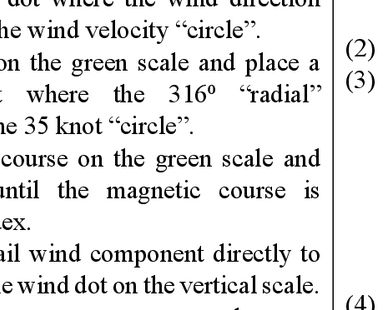 dot where the wind direction
he wind velocity “circle”.
on the green scale and place a
t where the 316⁰ “radial”
ne 35 knot “circle”.
course on the green scale and
until the magnetic course is
ex.
ail wind component directly to
e wind dot on the vertical scale.
(2)
(3)
(4)